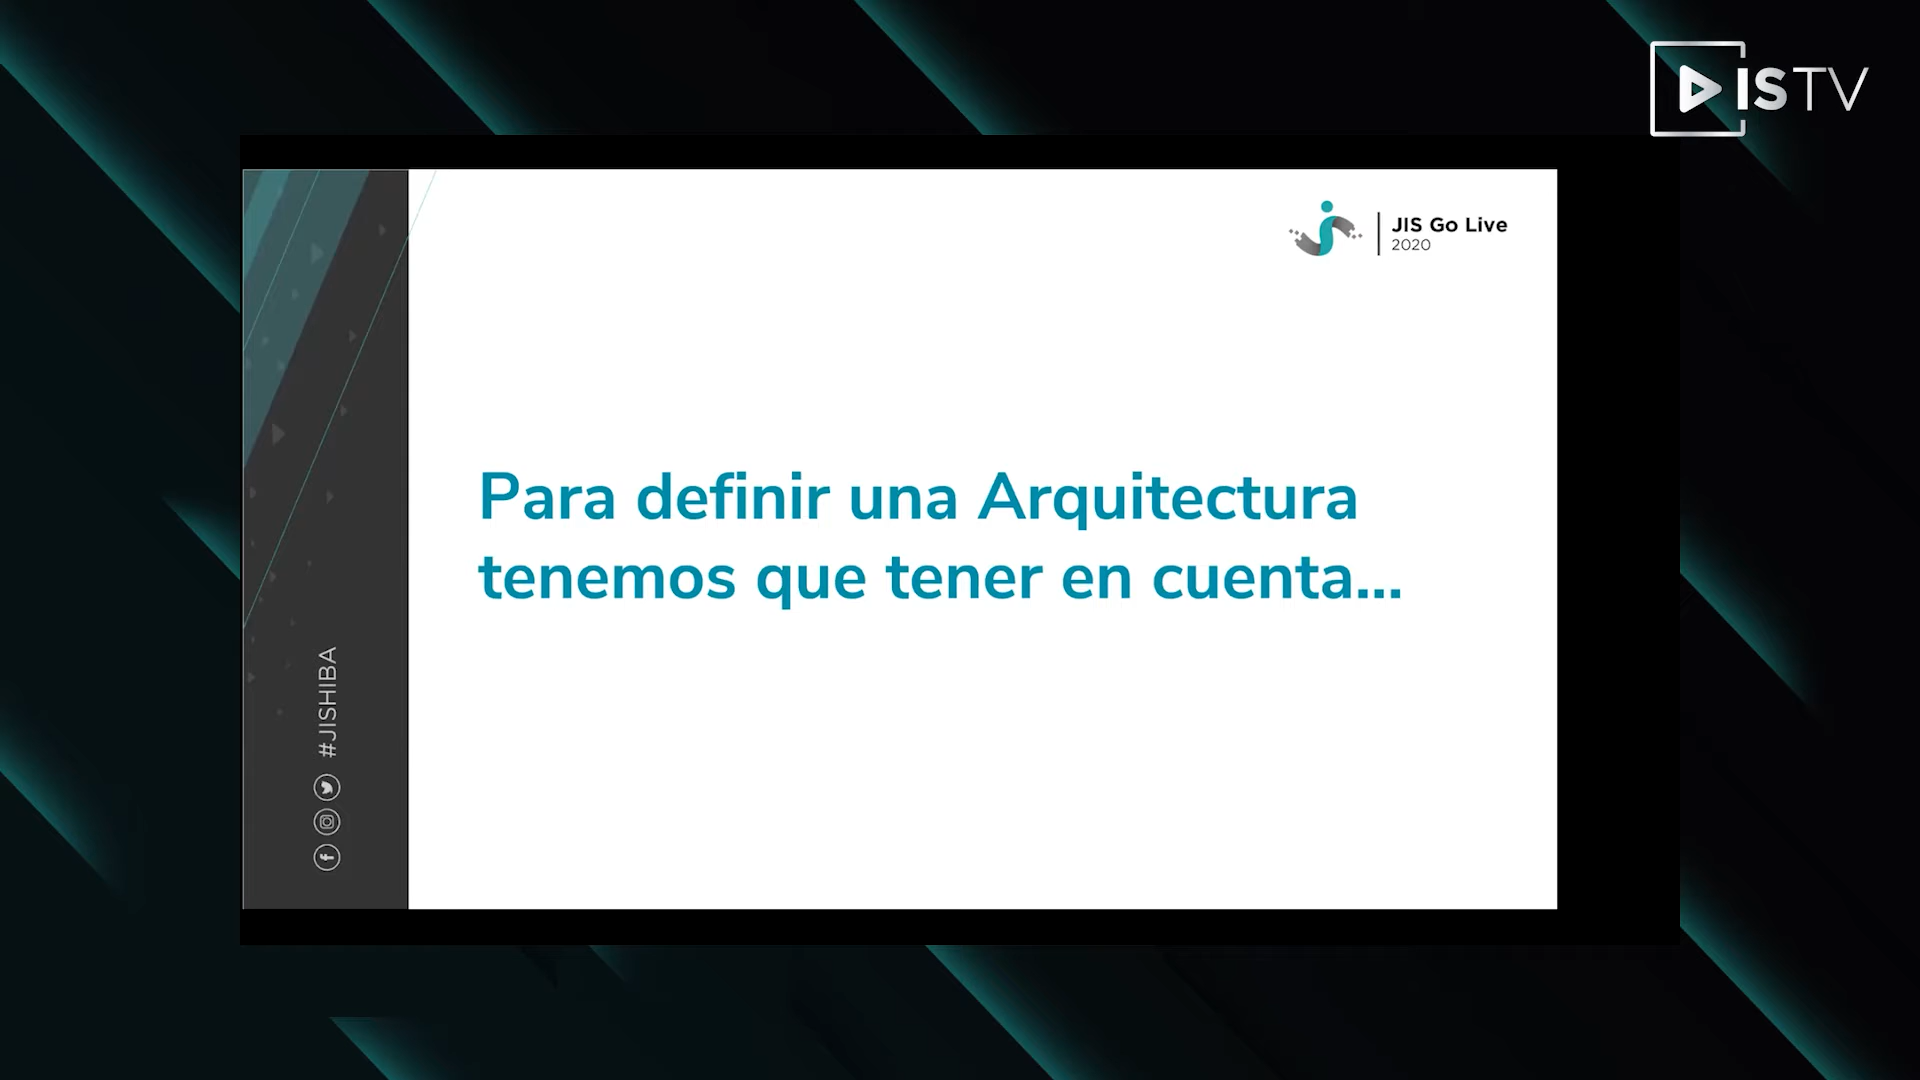 ISTV
JIS Go Live
2020
Para definir una Arquitectura
tenemos que tener en cuenta...
#JISHIBA